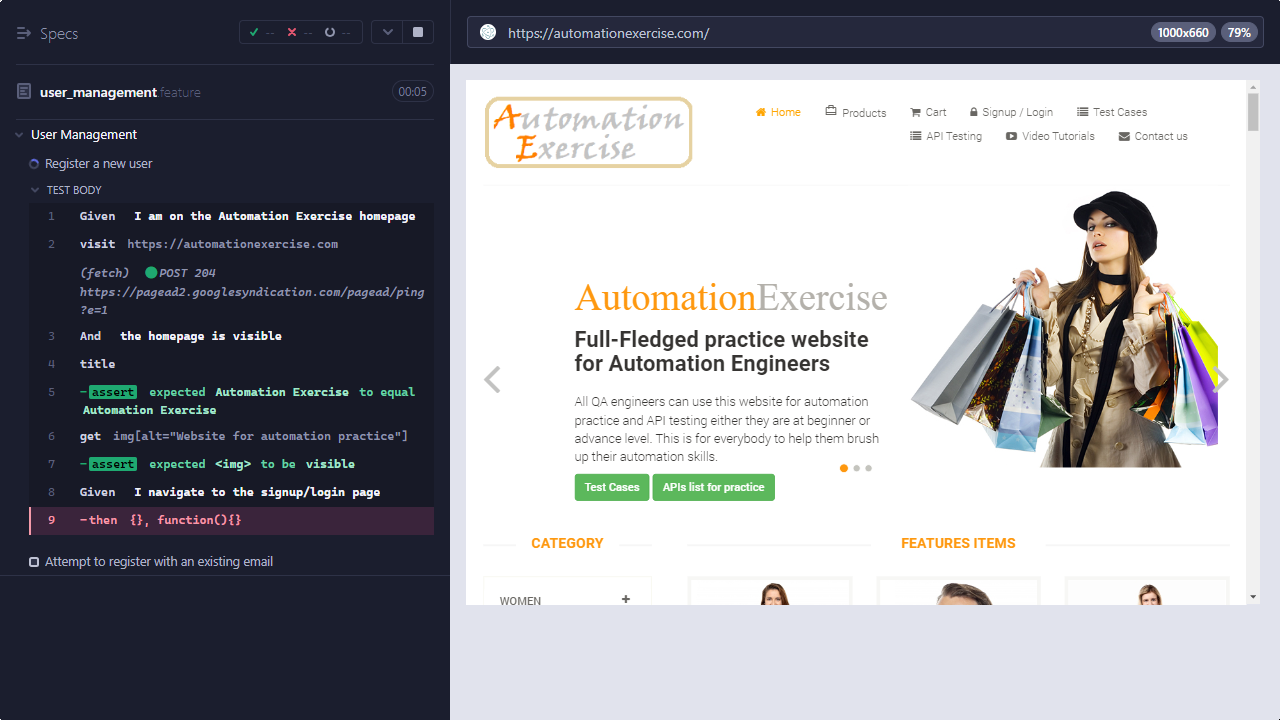 Specs
-- -- --
user_management.feature
00:05
User Management
Register a new user
TEST BODY
1 Given I am on the Automation Exercise homepage
2 visit https://automationexercise.com
(fetch) POST 204
https://pagead2.googlesyndication.com/pagead/ping
?e=1
3 And the homepage is visible
4 title
5 -assert expected Automation Exercise to equal
Automation Exercise
6 get img[alt="Website for automation practice"]
7 -assert expected <img> to be visible
8 Given I navigate to the signup/login page
9 -then {}, function(){}
Attempt to register with an existing email
https://automationexercise.com/
1000x660
79%
Automation
Exercise
Home
Products
Cart
Signup / Login
Test Cases
API Testing
Video Tutorials
Contact us
AutomationExercise
Full-Fledged practice website
for Automation Engineers
All QA engineers can use this website for automation
practice and API testing either they are at beginner or
advance level. This is for everybody to help them brush
up their automation skills.
Test Cases
APIs list for practice
CATEGORY
FEATURES ITEMS
WOMEN +